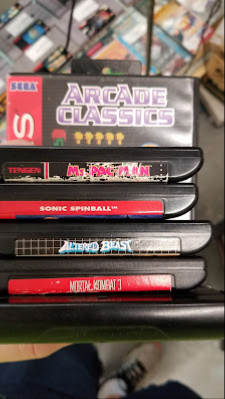 SEGA
ARCADE
CLASSICS
S
TENGEN MS. PAC-MAN
SONIC SPINBALL™
ALTERED BEAST
MORTAL KOMBAT 3